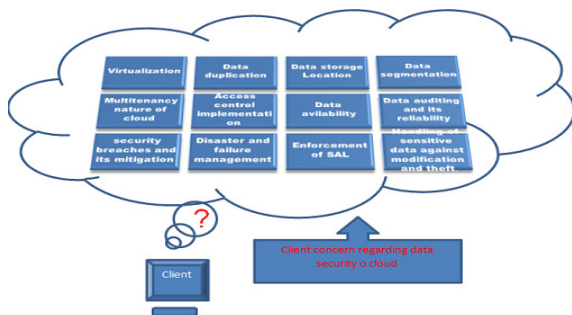 Virtualization
Data
duplication
Data storage
Location
Data
segmentation
Multitenancy
nature of
cloud
Access
control
implementati
on
Data
avilability
Data auditing
and its
reliability
security
breaches and
its mitigation
Disaster and
failure
management
Enforcement
of SAL
Handling of
sensitive
data against
modification
and theft.
?
Client concern regarding data
security o cloud
Client